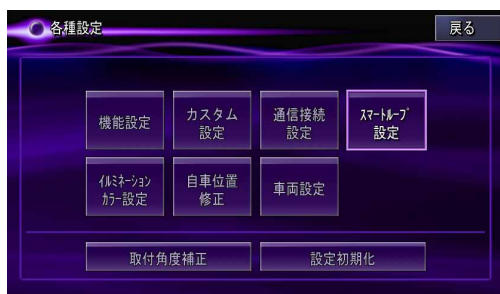 各種設定
戻る
機能設定
カスタム
設定
通信接続
設定
ｽﾏｰﾄﾙｰﾌﾟ
設定
ｲﾙﾐﾈｰｼｮﾝ
ｶﾗｰ設定
自車位置
修正
車両設定
取付角度補正
設定初期化